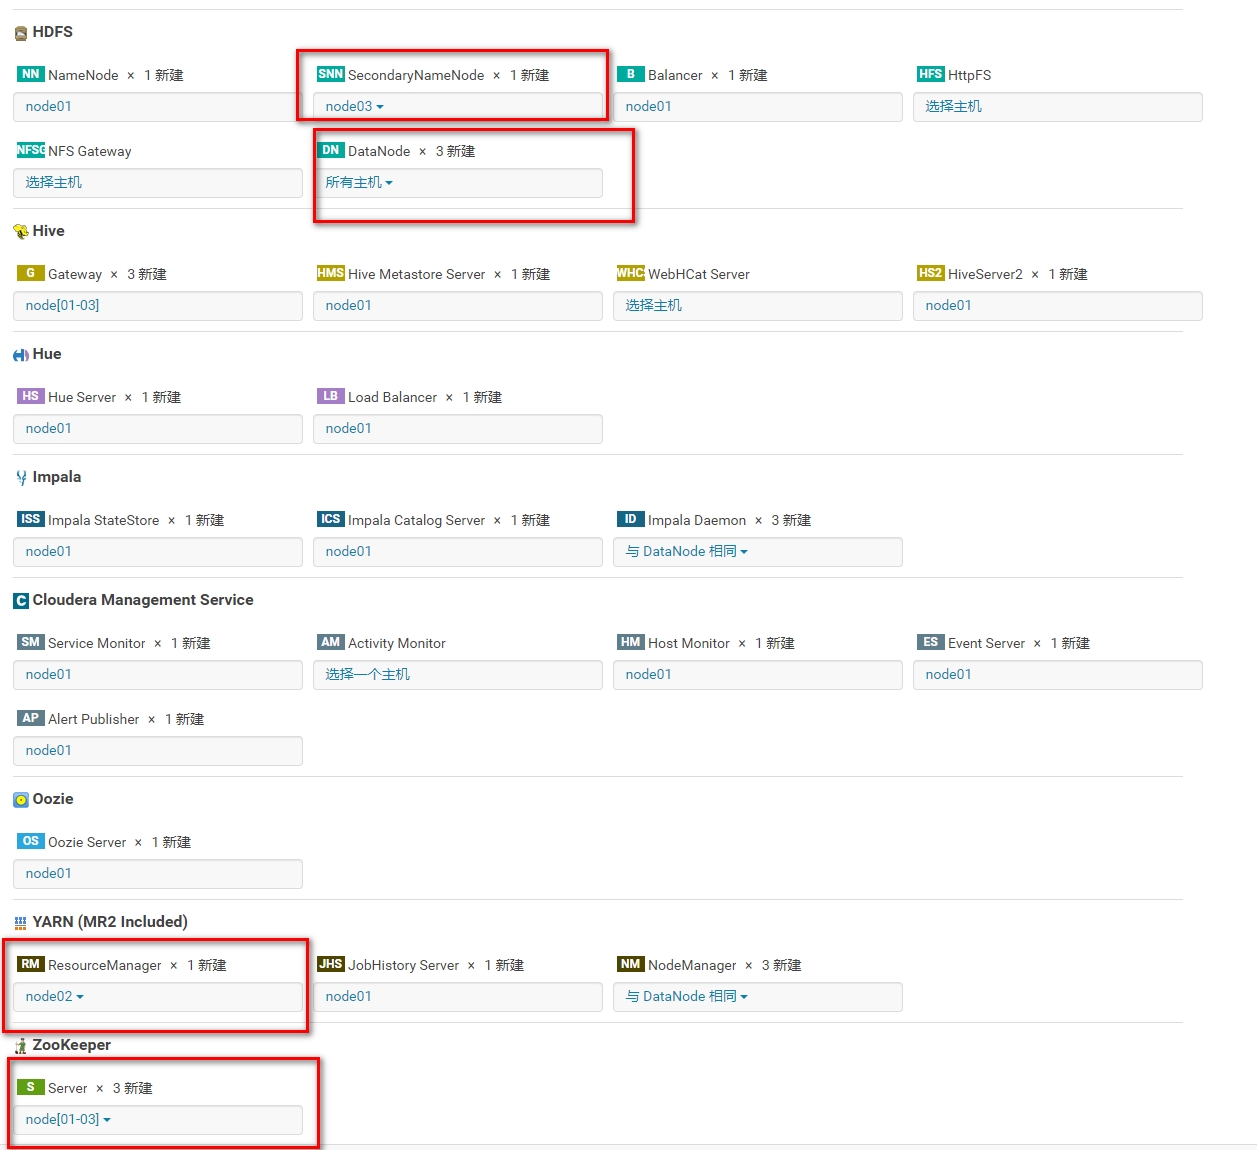 HDFS
NN NameNode × 1 新建
SNN SecondaryNameNode × 1 新建
B Balancer × 1 新建
HFS HttpFS
node01
node03
node01
选择主机
NFSG NFS Gateway
DN DataNode × 3 新建
选择主机
所有主机
Hive
G Gateway × 3 新建
HMS Hive Metastore Server × 1 新建
WHC WebHCat Server
HS2 HiveServer2 × 1 新建
node[01-03]
node01
选择主机
node01
Hue
HS Hue Server × 1 新建
LB Load Balancer × 1 新建
node01
node01
Impala
ISS Impala StateStore × 1 新建
ICS Impala Catalog Server × 1 新建
ID Impala Daemon × 3 新建
node01
node01
与 DataNode 相同
C Cloudera Management Service
SM Service Monitor × 1 新建
AM Activity Monitor
HM Host Monitor × 1 新建
ES Event Server × 1 新建
node01
选择一个主机
node01
node01
AP Alert Publisher × 1 新建
node01
Oozie
OS Oozie Server × 1 新建
node01
YARN (MR2 Included)
RM ResourceManager × 1 新建
JHS JobHistory Server × 1 新建
NM NodeManager × 3 新建
node02
node01
与 DataNode 相同
ZooKeeper
S Server × 3 新建
node[01-03]